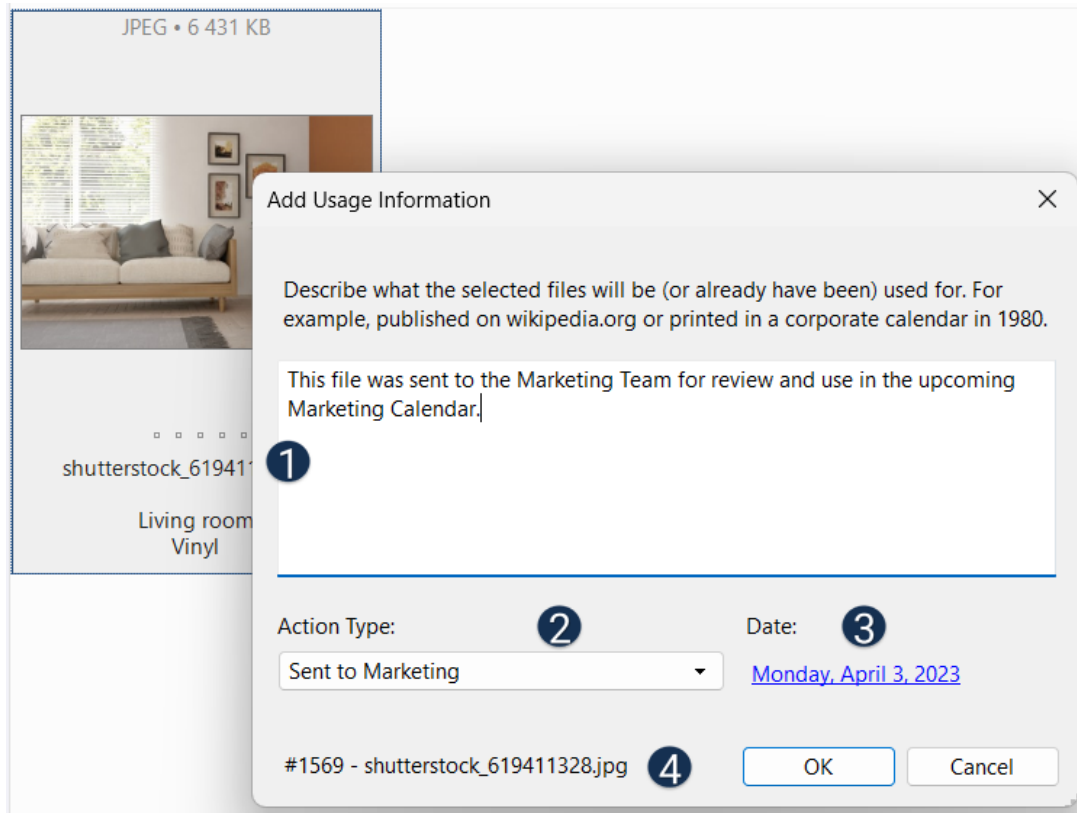 JPEG • 6 431 KB
Add Usage Information
Describe what the selected files will be (or already have been) used for. For
example, published on wikipedia.org or printed in a corporate calendar in 1980.
This file was sent to the Marketing Team for review and use in the upcoming
Marketing Calendar.
shutterstock_61941
1
Living room
Vinyl
Action Type:
2
Date:
3
Sent to Marketing
Monday, April 3, 2023
#1569 - shutterstock_619411328.jpg
4
OK
Cancel